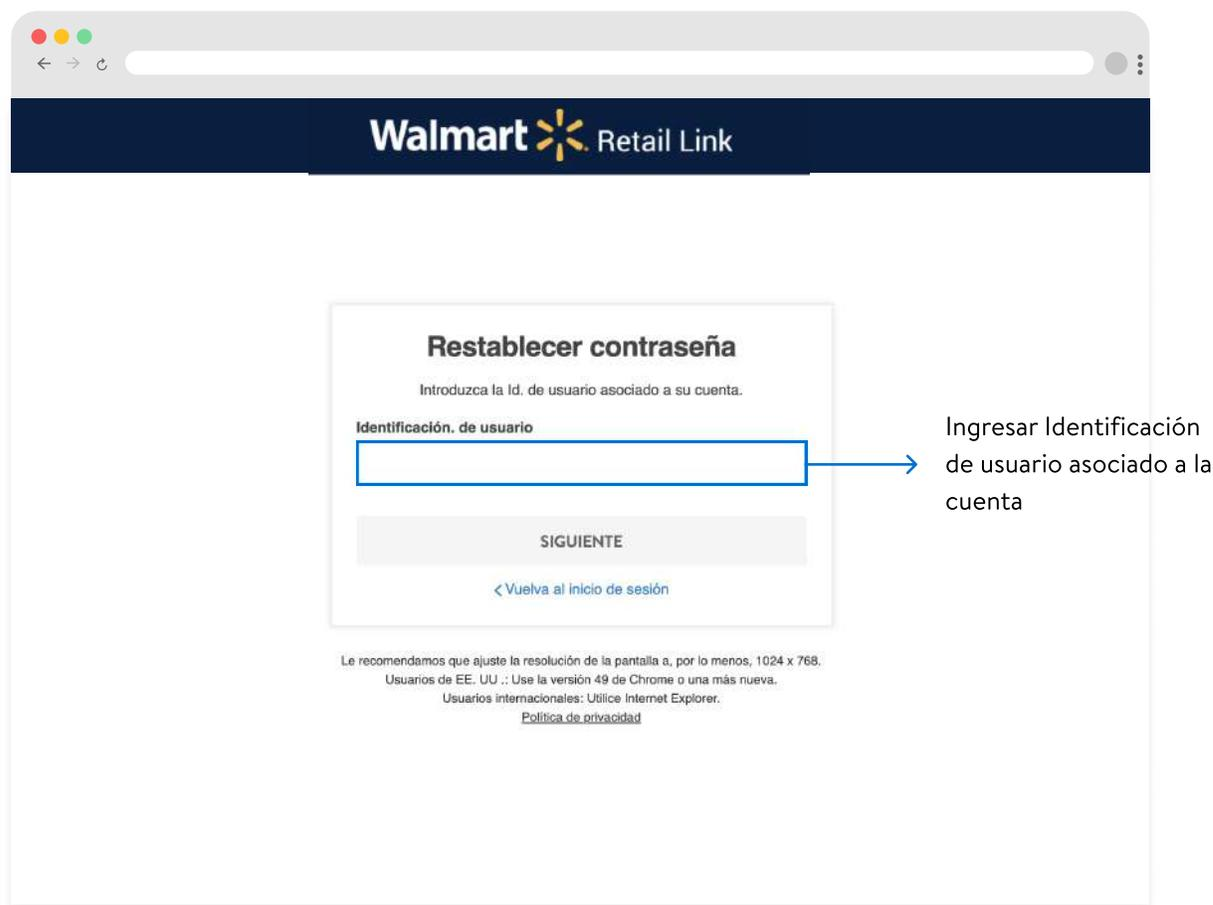 Walmart Retail Link
Restablecer contraseña
Introduzca la Id. de usuario asociado a su cuenta.
Identificación. de usuario
Ingresar Identificación
de usuario asociado a la
cuenta
SIGUIENTE
Vuelva al inicio de sesión
Le recomendamos que ajuste la resolución de la pantalla a, por lo menos, 1024 x 768.
Usuarios de EE. UU .: Use la versión 49 de Chrome o una más nueva.
Usuarios internacionales: Utilice Internet Explorer.
Política de privacidad